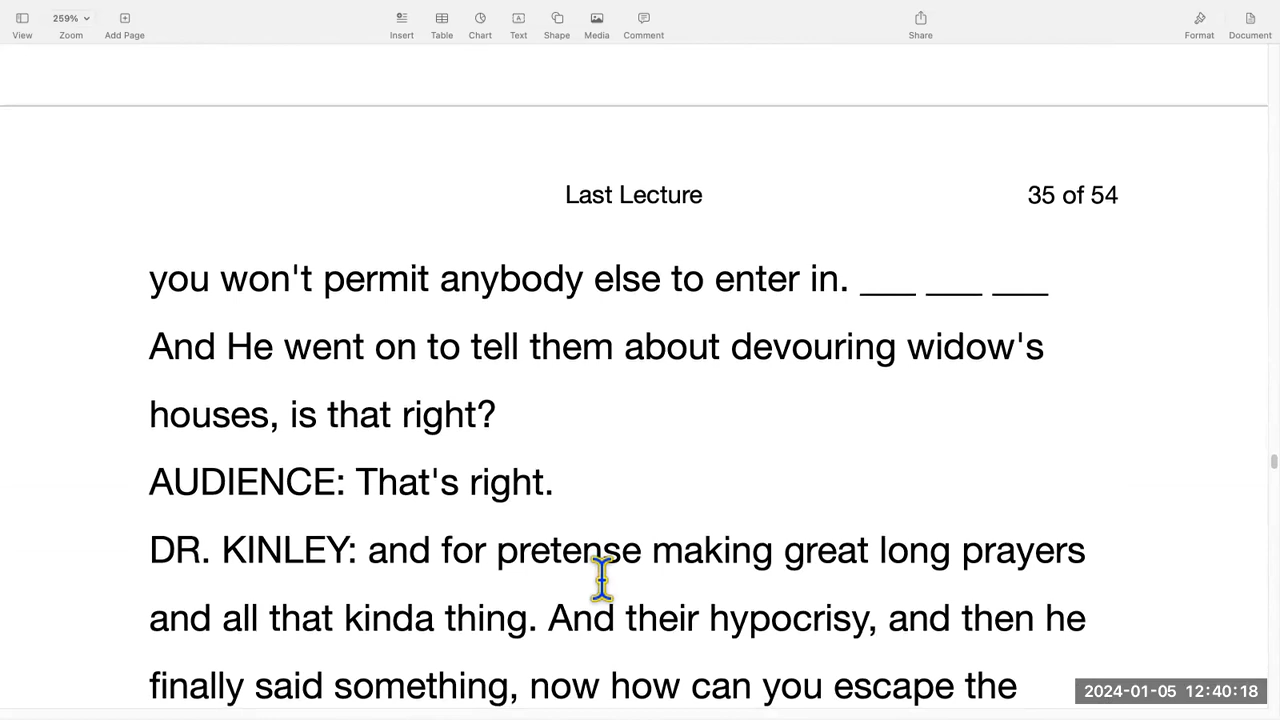 259%
View
Zoom
Add Page
Insert
Table
Chart
Text
Shape
Media
Comment
Share
Format
Document
Last Lecture
35 of 54
you won't permit anybody else to enter in. ___ ___ ___
And He went on to tell them about devouring widow's
houses, is that right?
AUDIENCE: That's right.
DR. KINLEY: and for pretense making great long prayers
and all that kinda thing. And their hypocrisy, and then he
finally said something, now how can you escape the
2024-01-05 12:40:18